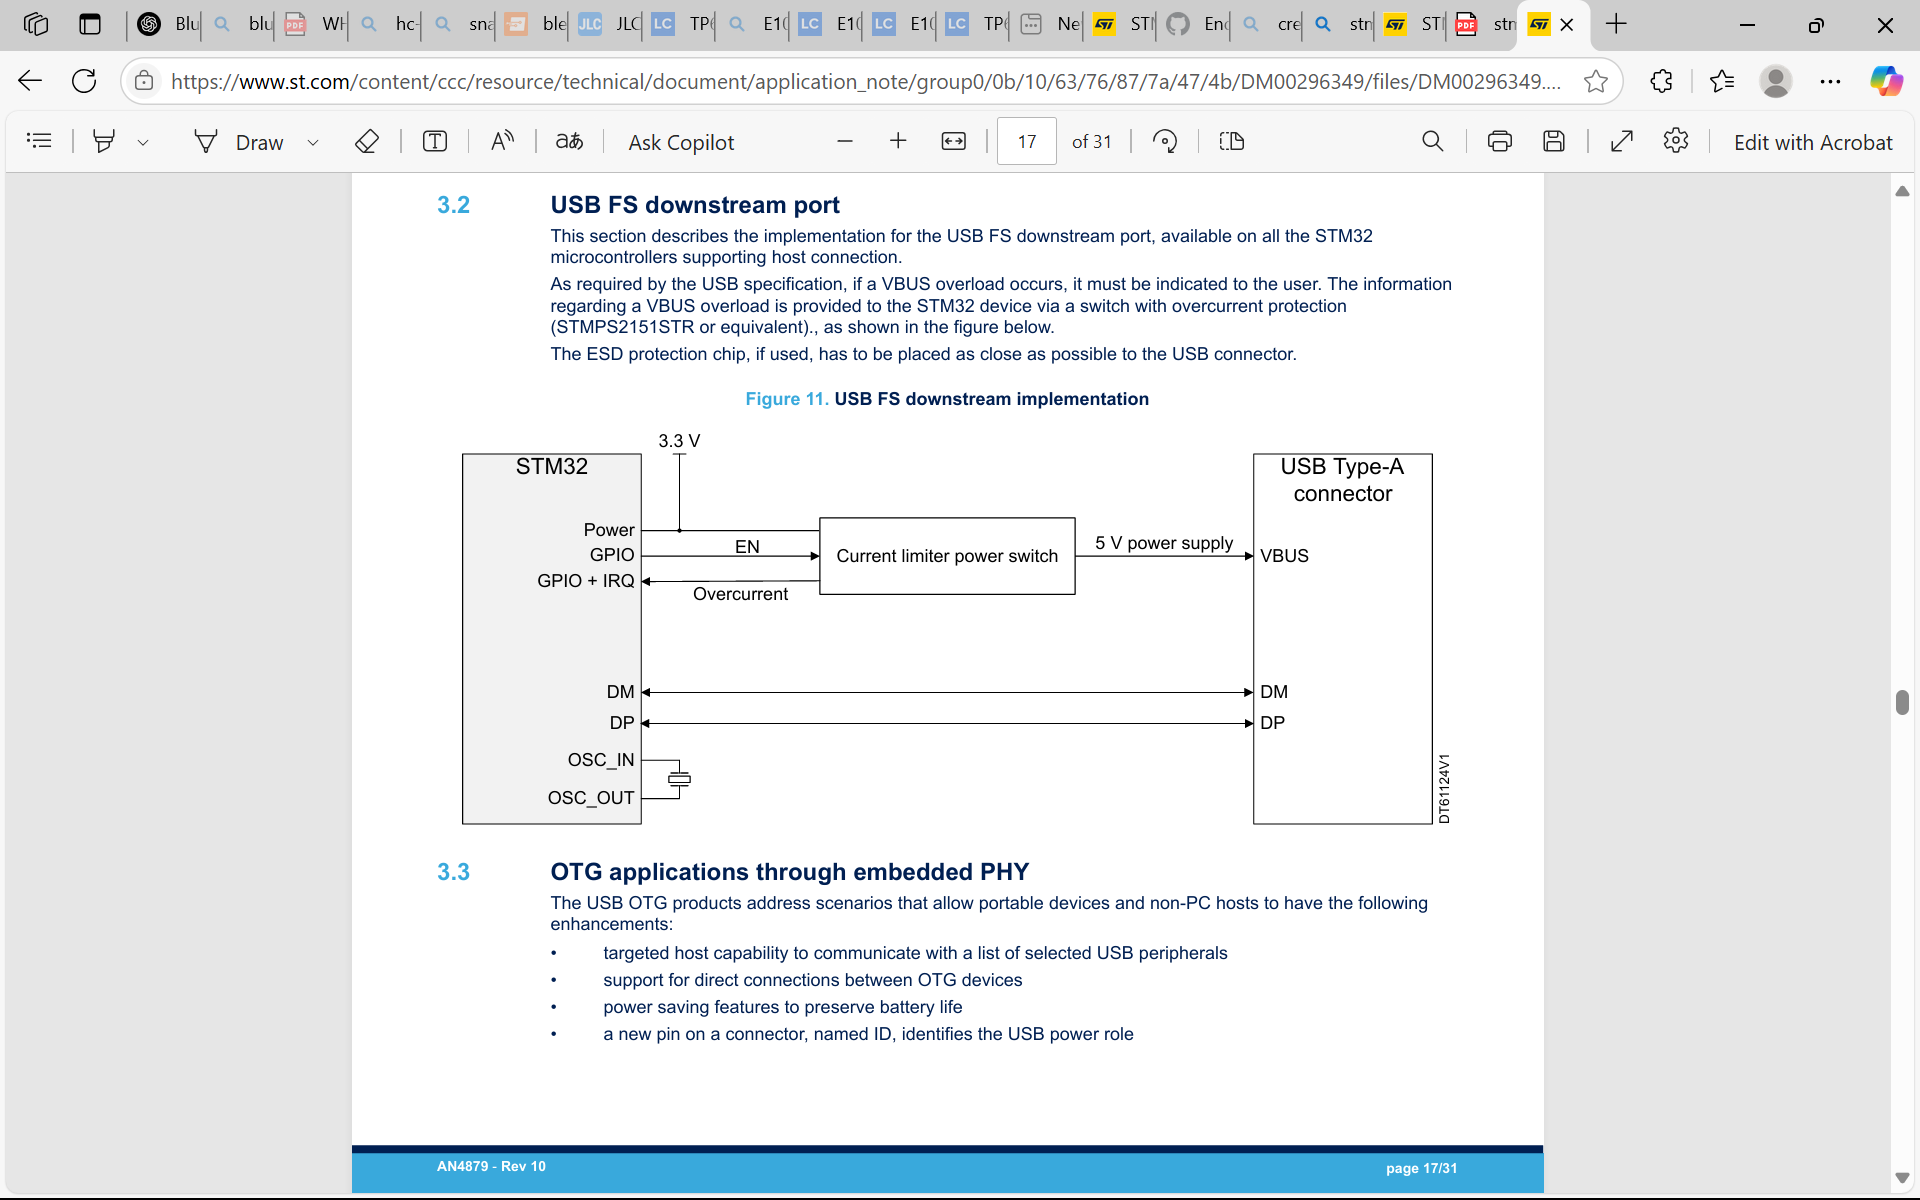 Blu
blu
WH
hc-
sna
ble
JLC
JLC
LC
TP
E1
LC
E1
LC
E1
LC
TP
Ne
ST
Enc
cre
stn
ST
PDF
stn
https://www.st.com/content/ccc/resource/technical/document/application_note/group0/0b/10/63/76/87/7a/47/4b/DM00296349/files/DM00296349....
Draw
Ask Copilot
17
of 31
Edit with Acrobat
3.2 USB FS downstream port
This section describes the implementation for the USB FS downstream port, available on all the STM32
microcontrollers supporting host connection.
As required by the USB specification, if a VBUS overload occurs, it must be indicated to the user. The information
regarding a VBUS overload is provided to the STM32 device via a switch with overcurrent protection
(STMPS2151STR or equivalent)., as shown in the figure below.
The ESD protection chip, if used, has to be placed as close as possible to the USB connector.
Figure 11. USB FS downstream implementation
3.3 V
STM32
USB Type-A
connector
Power
GPIO
EN
GPIO + IRQ
Overcurrent
Current limiter power switch
5 V power supply
VBUS
DM
DM
DP
DP
OSC_IN
OSC_OUT
DT61124V1
3.3 OTG applications through embedded PHY
The USB OTG products address scenarios that allow portable devices and non-PC hosts to have the following
enhancements:
• targeted host capability to communicate with a list of selected USB peripherals
• support for direct connections between OTG devices
• power saving features to preserve battery life
• a new pin on a connector, named ID, identifies the USB power role
AN4879 - Rev 10
page 17/31